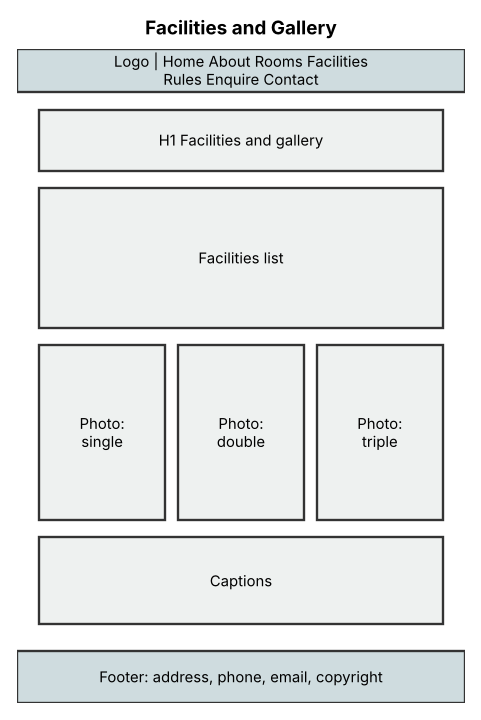 Facilities and Gallery
Logo | Home About Rooms Facilities
Rules Enquire Contact
H1 Facilities and gallery
Facilities list
Photo:
single
Photo:
double
Photo:
triple
Captions
Footer: address, phone, email, copyright